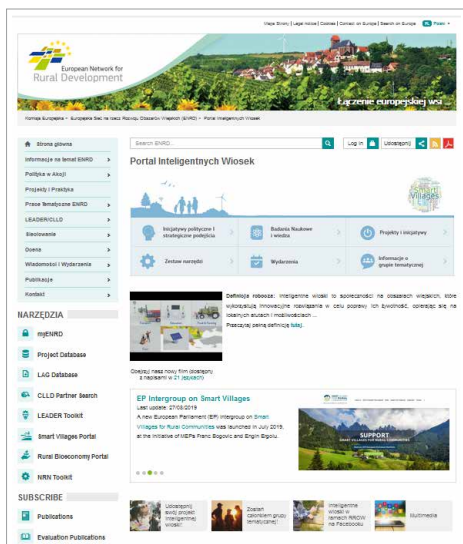 Mapa Strony | Legal notice | Cookies | Contact on Europa | Search on Europa PL Polski
European Network for
Rural Development
Łączenie europejskiej wsi ...
Komisja Europejska > Europejska Sieć na rzecz Rozwoju Obszarów Wiejskich (ENRD) > Portal Inteligentnych Wiosek
Strona główna
Informacje na temat ENRD
Polityka w Akcji
Projekty i Praktyka
Prace Tematyczne ENRD
LEADER/CLLD
Sieciowanie
Ocena
Wiadomości i Wydarzenia
Publikacje
Kontakt
NARZĘDZIA
myENRD
Project Database
LAG Database
CLLD Partner Search
LEADER Toolkit
Smart Villages Portal
Rural Bioeconomy Portal
NRN Toolkit
SUBSCRIBE
Publications
Evaluation Publications
Search ENRD...
Log in
Udostępnij
Portal Inteligentnych Wiosek
Smart
Villages
Inicjatywy polityczne i
strategiczne podejścia
Badania Naukowe
i wiedza
Projekty i inicjatywy
Zestaw narzędzi
Wydarzenia
Informacje o
grupie tematycznej
Definicja robocza: Inteligentne wioski to społeczności na obszarach wiejskich, które
wykorzystują innowacyjne rozwiązania w celu poprawy ich żywotności, opierając się na
lokalnych atutach i możliwościach ...
Przeczytaj pełną definicję tutaj.
Obejrzyj nasz nowy film (dostępny
z napisami w 21 językach)
EP Intergroup on Smart Villages
Last update: 27/08/2019
A new European Parliament (EP) intergroup on Smart
Villages for Rural Communities was launched in July 2019,
at the initiative of MEPs Franc Bogovic and Engin Ergolu.
SUPPORT
SMART VILLAGES FOR RURAL COMMUNITIES
Udostępnij
swój projekt
inteligentnej
wioski!
Zostań
członkiem grupy
tematycznej!
Inteligentne
wioski w
ramach RROW
na Facebooku
Multimedia